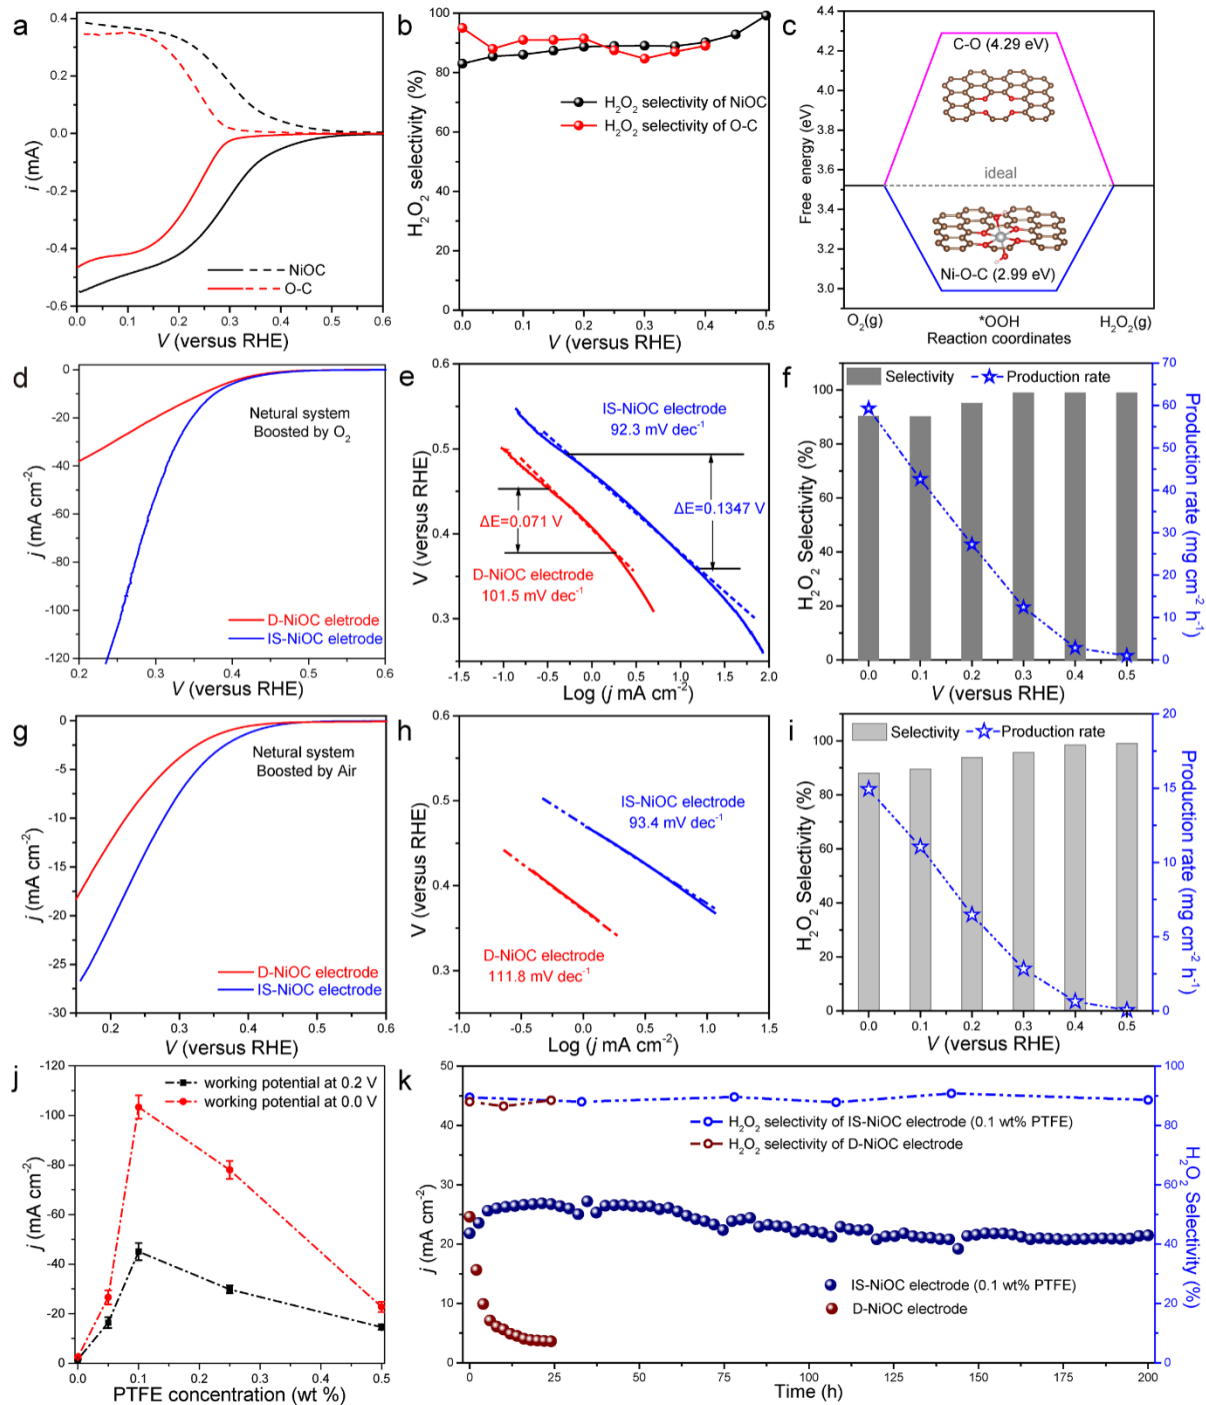 a
0.4
0.2
0.0
-0.2
-0.4
-0.6
i (mA)
NiOC
O-C
0.0 0.1 0.2 0.3 0.4 0.5 0.6
V (versus RHE)
b
100
80
60
40
20
0
H₂O₂ selectivity (%)
H₂O₂ selectivity of NiOC
H₂O₂ selectivity of O-C
0.0 0.1 0.2 0.3 0.4 0.5
V (versus RHE)
c
4.4
4.2
4.0
3.8
3.6
3.4
3.2
3.0
Free energy (eV)
C-O (4.29 eV)
ideal
Ni-O-C (2.99 eV)
O₂(g) *OOH H₂O₂(g)
Reaction coordinates
d
0
-20
-40
-60
-80
-100
-120
j (mA cm⁻²)
Netural system
Boosted by O₂
D-NiOC eletrode
IS-NiOC eletrode
0.2 0.3 0.4 0.5 0.6
V (versus RHE)
e
0.6
0.5
0.4
0.3
V (versus RHE)
IS-NiOC electrode
92.3 mV dec⁻¹
ΔE=0.071 V
ΔE=0.1347 V
D-NiOC electrode
101.5 mV dec⁻¹
-1.5 -1.0 -0.5 0.0 0.5 1.0 1.5 2.0
Log (j mA cm⁻²)
f
100
80
60
40
20
0
H₂O₂ Selectivity (%)
Selectivity
Production rate
70
60
50
40
30
20
10
0
Production rate (mg cm⁻² h⁻¹)
0.0 0.1 0.2 0.3 0.4 0.5
V (versus RHE)
g
0
-5
-10
-15
-20
-25
-30
j (mA cm⁻²)
Netural system
Boosted by Air
D-NiOC electrode
IS-NiOC electrode
0.2 0.3 0.4 0.5 0.6
V (versus RHE)
h
0.6
0.5
0.4
0.3
V (versus RHE)
IS-NiOC electrode
93.4 mV dec⁻¹
D-NiOC electrode
111.8 mV dec⁻¹
-1.0 -0.5 0.0 0.5 1.0 1.5
Log (j mA cm⁻²)
i
100
80
60
40
20
0
H₂O₂ Selectivity (%)
Selectivity
Production rate
20
15
10
5
0
Production rate (mg cm⁻² h⁻¹)
0.0 0.1 0.2 0.3 0.4 0.5
V (versus RHE)
j
-120
-100
-80
-60
-40
-20
0
j (mA cm⁻²)
working potential at 0.2 V
working potential at 0.0 V
0.0 0.1 0.2 0.3 0.4 0.5
PTFE concentration (wt %)
k
50
40
30
20
10
0
j (mA cm⁻²)
H₂O₂ selectivity of IS-NiOC electrode (0.1 wt% PTFE)
H₂O₂ selectivity of D-NiOC electrode
IS-NiOC electrode (0.1 wt% PTFE)
D-NiOC electrode
100
80
60
40
20
0
H₂O₂ Selectivity (%)
0 25 50 75 100 125 150 175 200
Time (h)